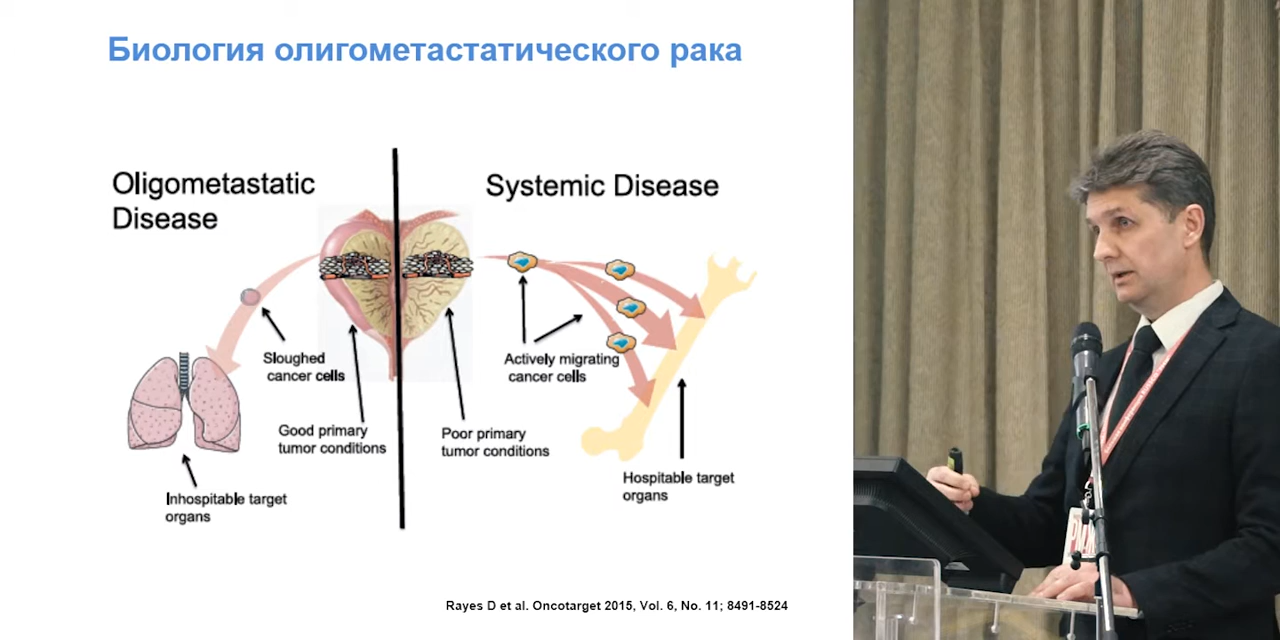 Биология олигометастатического рака
Oligometastatic
Disease
Systemic Disease
Sloughed
cancer cells
Good primary
tumor conditions
Inhospitable target
organs
Actively migrating
cancer cells
Poor primary
tumor conditions
Hospitable target
organs
Rayes D et al. Oncotarget 2015, Vol. 6, No. 11; 8491-8524